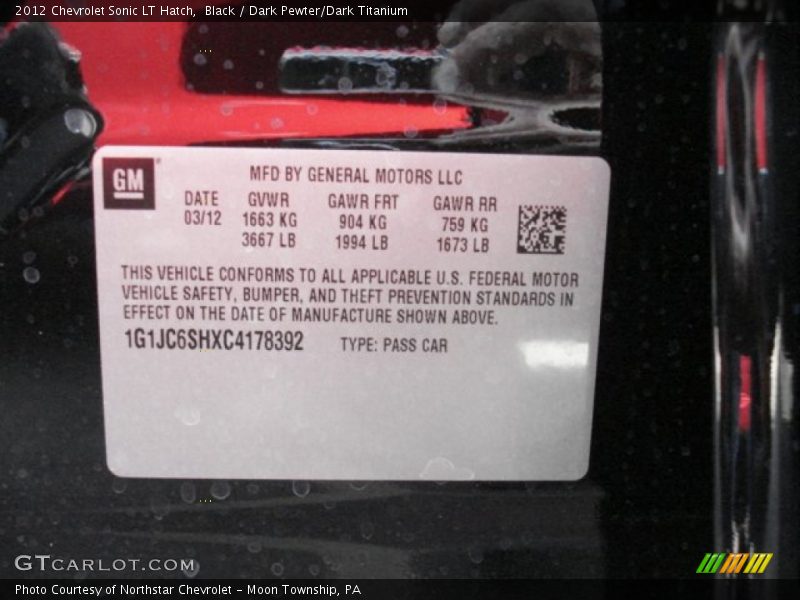 2012 Chevrolet Sonic LT Hatch,  Black / Dark Pewter/Dark Titanium
GM
MFD BY GENERAL MOTORS LLC
DATE GVWR GAWR FRT GAWR RR
03/12 1663 KG 904 KG 759 KG
3667 LB 1994 LB 1673 LB
THIS VEHICLE CONFORMS TO ALL APPLICABLE U.S. FEDERAL MOTOR
VEHICLE SAFETY, BUMPER, AND THEFT PREVENTION STANDARDS IN
EFFECT ON THE DATE OF MANUFACTURE SHOWN ABOVE.
1G1JC6SHXC4178392 TYPE: PASS CAR
GTCARLOT.COM
Photo Courtesy of Northstar Chevrolet - Moon Township, PA